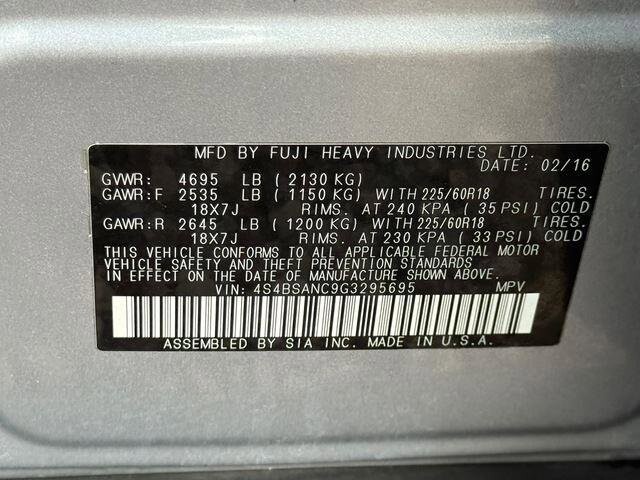 MFD BY FUJI HEAVY INDUSTRIES LTD.
DATE: 02/16
GVWR: 4695 LB ( 2130 KG)
GAWR:F 2535 LB ( 1150 KG) WITH 225/60R18 TIRES.
18X7J RIMS. AT 240 KPA ( 35 PSI) COLD
GAWR:R 2645 LB ( 1200 KG) WITH 225/60R18 TIRES.
18X7J RIMS. AT 230 KPA ( 33 PSI) COLD
THIS VEHICLE CONFORMS TO ALL APPLICABLE FEDERAL MOTOR
VEHICLE SAFETY AND THEFT PREVENTION STANDARDS
IN EFFECT ON THE DATE OF MANUFACTURE SHOWN ABOVE.
VIN: 4S4BSANC9G3295695 MPV
ASSEMBLED BY SIA INC. MADE IN U.S.A.